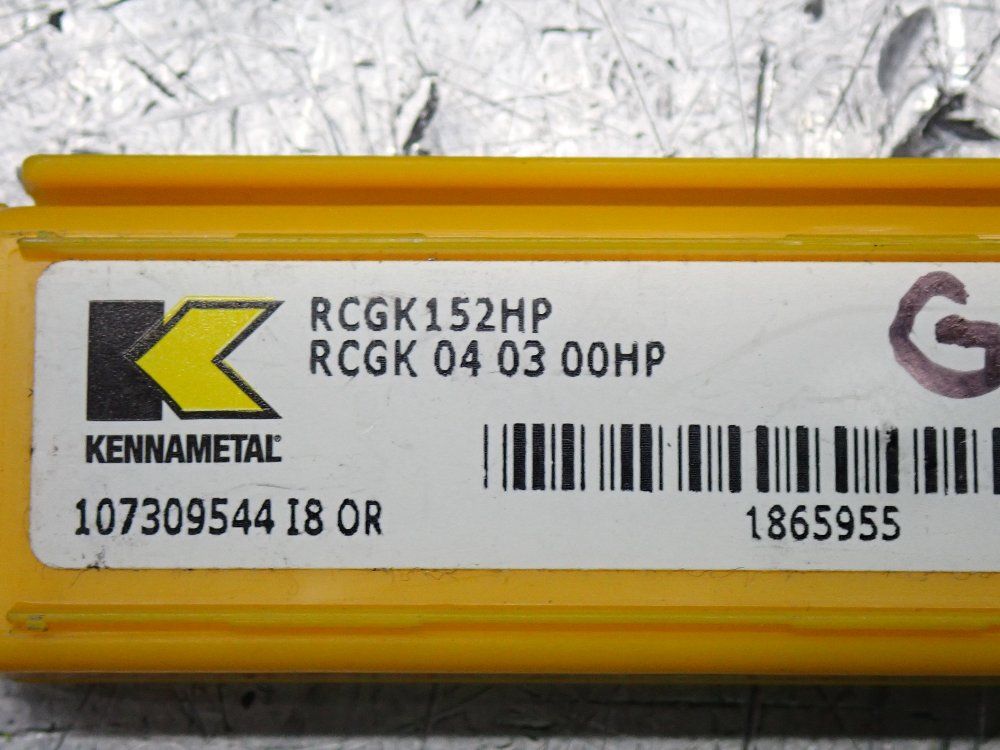 RCGK152HP
RCGK 04 03 00HP
G
KENNAMETAL®
107309544 I8 OR
1865955